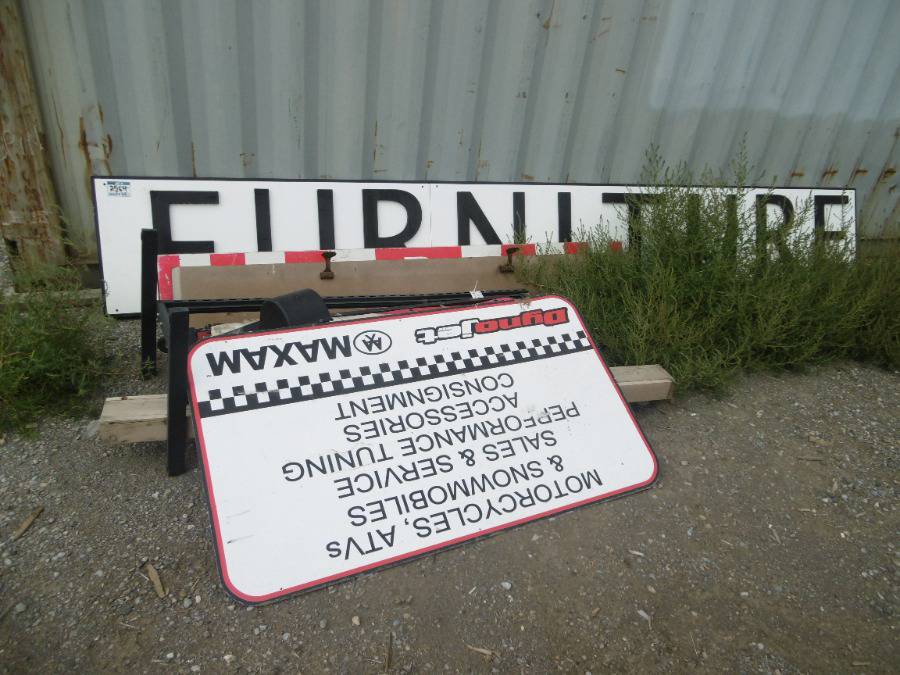 FURNITURE
MOTORCYCLES, ATVs
& SNOWMOBILES
SALES & SERVICE
PERFORMANCE TUNING
ACCESSORIES
CONSIGNMENT
Dynojet MAXAM